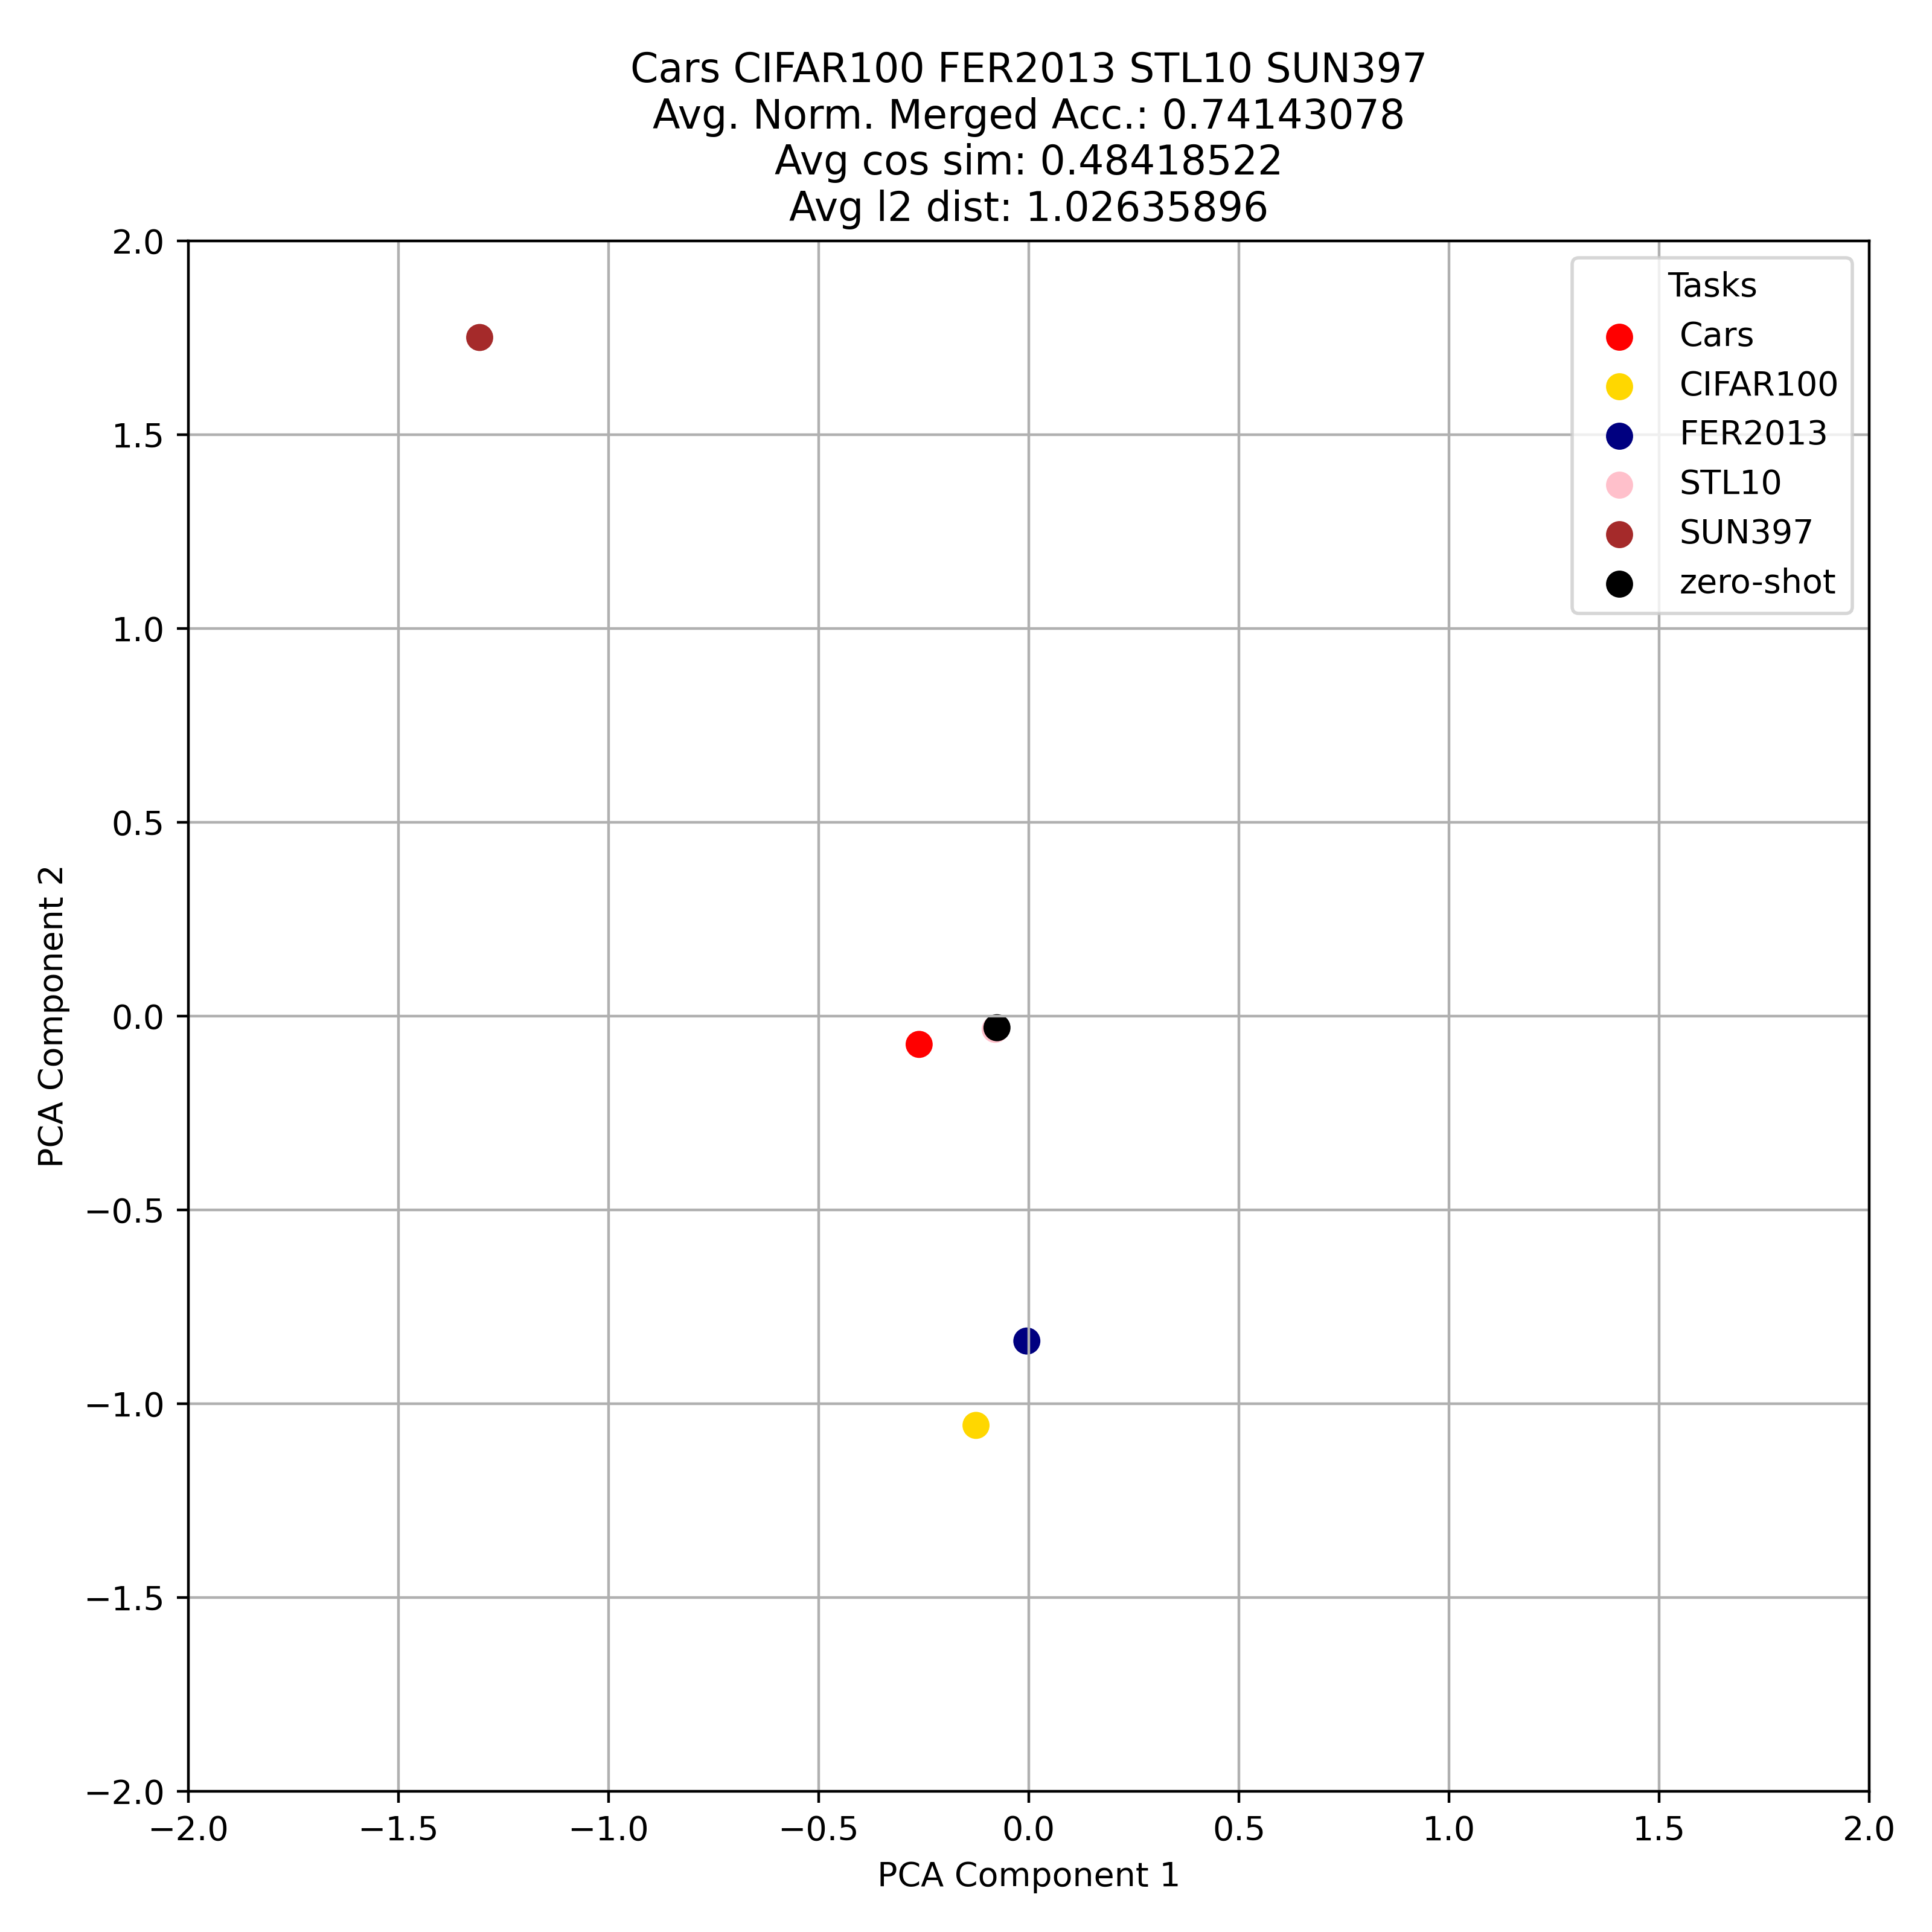 Cars CIFAR100 FER2013 STL10 SUN397
Avg. Norm. Merged Acc.: 0.74143078
Avg cos sim: 0.48418522
Avg l2 dist: 1.02635896
Tasks
Cars
CIFAR100
FER2013
STL10
SUN397
zero-shot
2.0
1.5
1.0
0.5
0.0
−0.5
−1.0
−1.5
−2.0
PCA Component 2
−2.0 −1.5 −1.0 −0.5 0.0 0.5 1.0 1.5 2.0
PCA Component 1